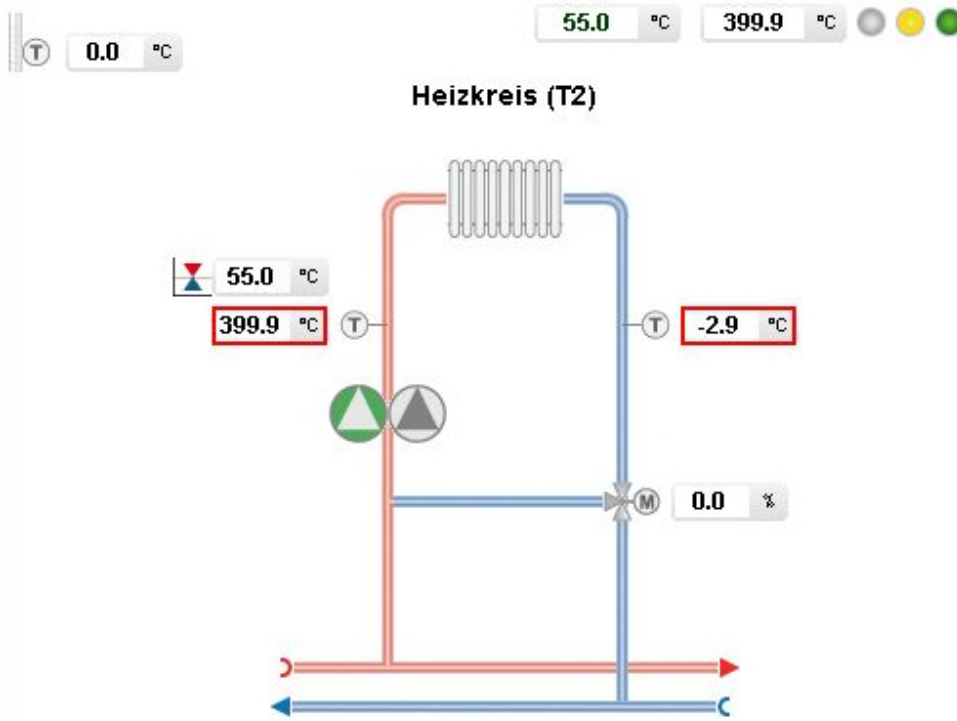 55.0 °C 399.9 °C
T 0.0 °C
Heizkreis (T2)
55.0 °C
399.9 °C T
T -2.9 °C
M 0.0 %